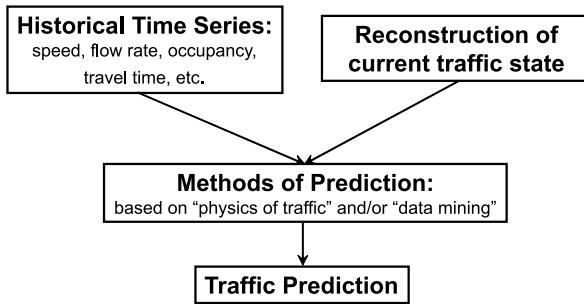 Historical Time Series:
speed, flow rate, occupancy,
travel time, etc.
Reconstruction of
current traffic state
Methods of Prediction:
based on “physics of traffic” and/or “data mining”
Traffic Prediction